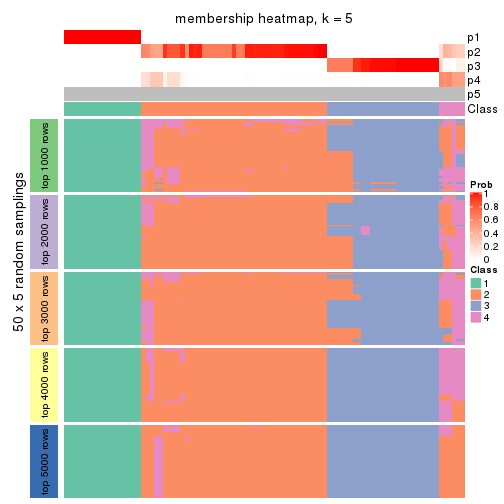 membership heatmap, k = 5
p1
p2
p3
p4
p5
Class
50 x 5 random samplings
top 1000 rows
top 2000 rows
top 3000 rows
top 4000 rows
top 5000 rows
Prob
1
0.8
0.6
0.4
0.2
0
Class
1
2
3
4